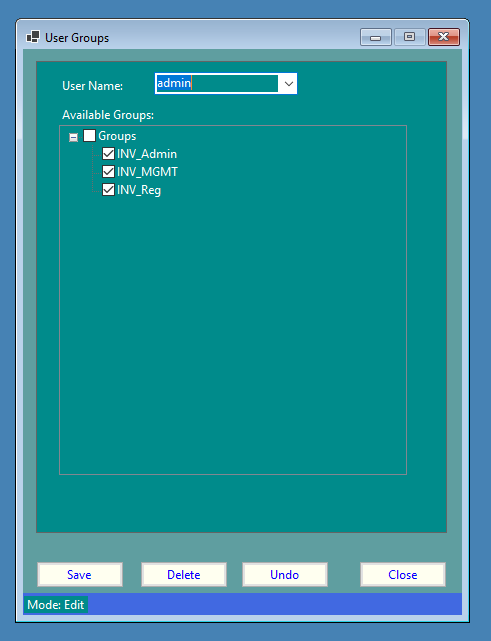 User Groups
User Name: admin
Available Groups:
Groups
INV_Admin
INV_MGMT
INV_Reg
Save Delete Undo Close
Mode: Edit